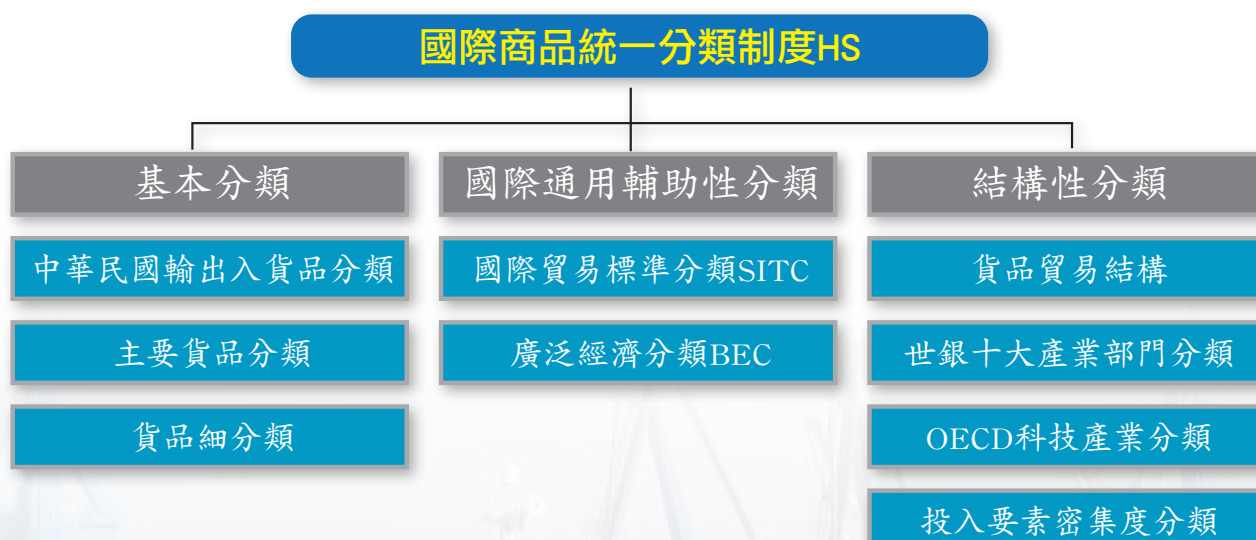 國際商品統一分類制度HS
基本分類
中華民國輸出入貨品分類
主要貨品分類
貨品細分類
國際通用輔助性分類
國際貿易標準分類SITC
廣泛經濟分類BEC
結構性分類
貨品貿易結構
世銀十大產業部門分類
OECD科技產業分類
投入要素密集度分類